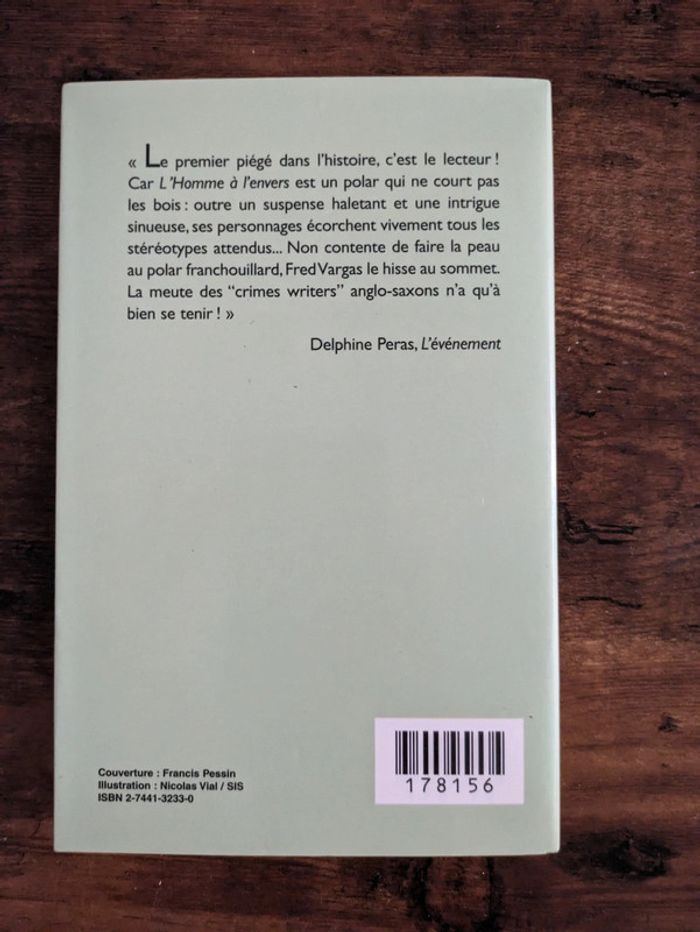 « Le premier piégé dans l'histoire, c'est le lecteur !
Car L'Homme à l'envers est un polar qui ne court pas
les bois : outre un suspense haletant et une intrigue
sinueuse, ses personnages écorchent vivement tous les
stéréotypes attendus... Non contente de faire la peau
au polar franchouillard, Fred Vargas le hisse au sommet.
La meute des “crimes writers” anglo-saxons n'a qu'à
bien se tenir ! »
Delphine Peras, L'événement
Couverture : Francis Pessin
Illustration : Nicolas Vial / SIS
ISBN 2-7441-3233-0
178156